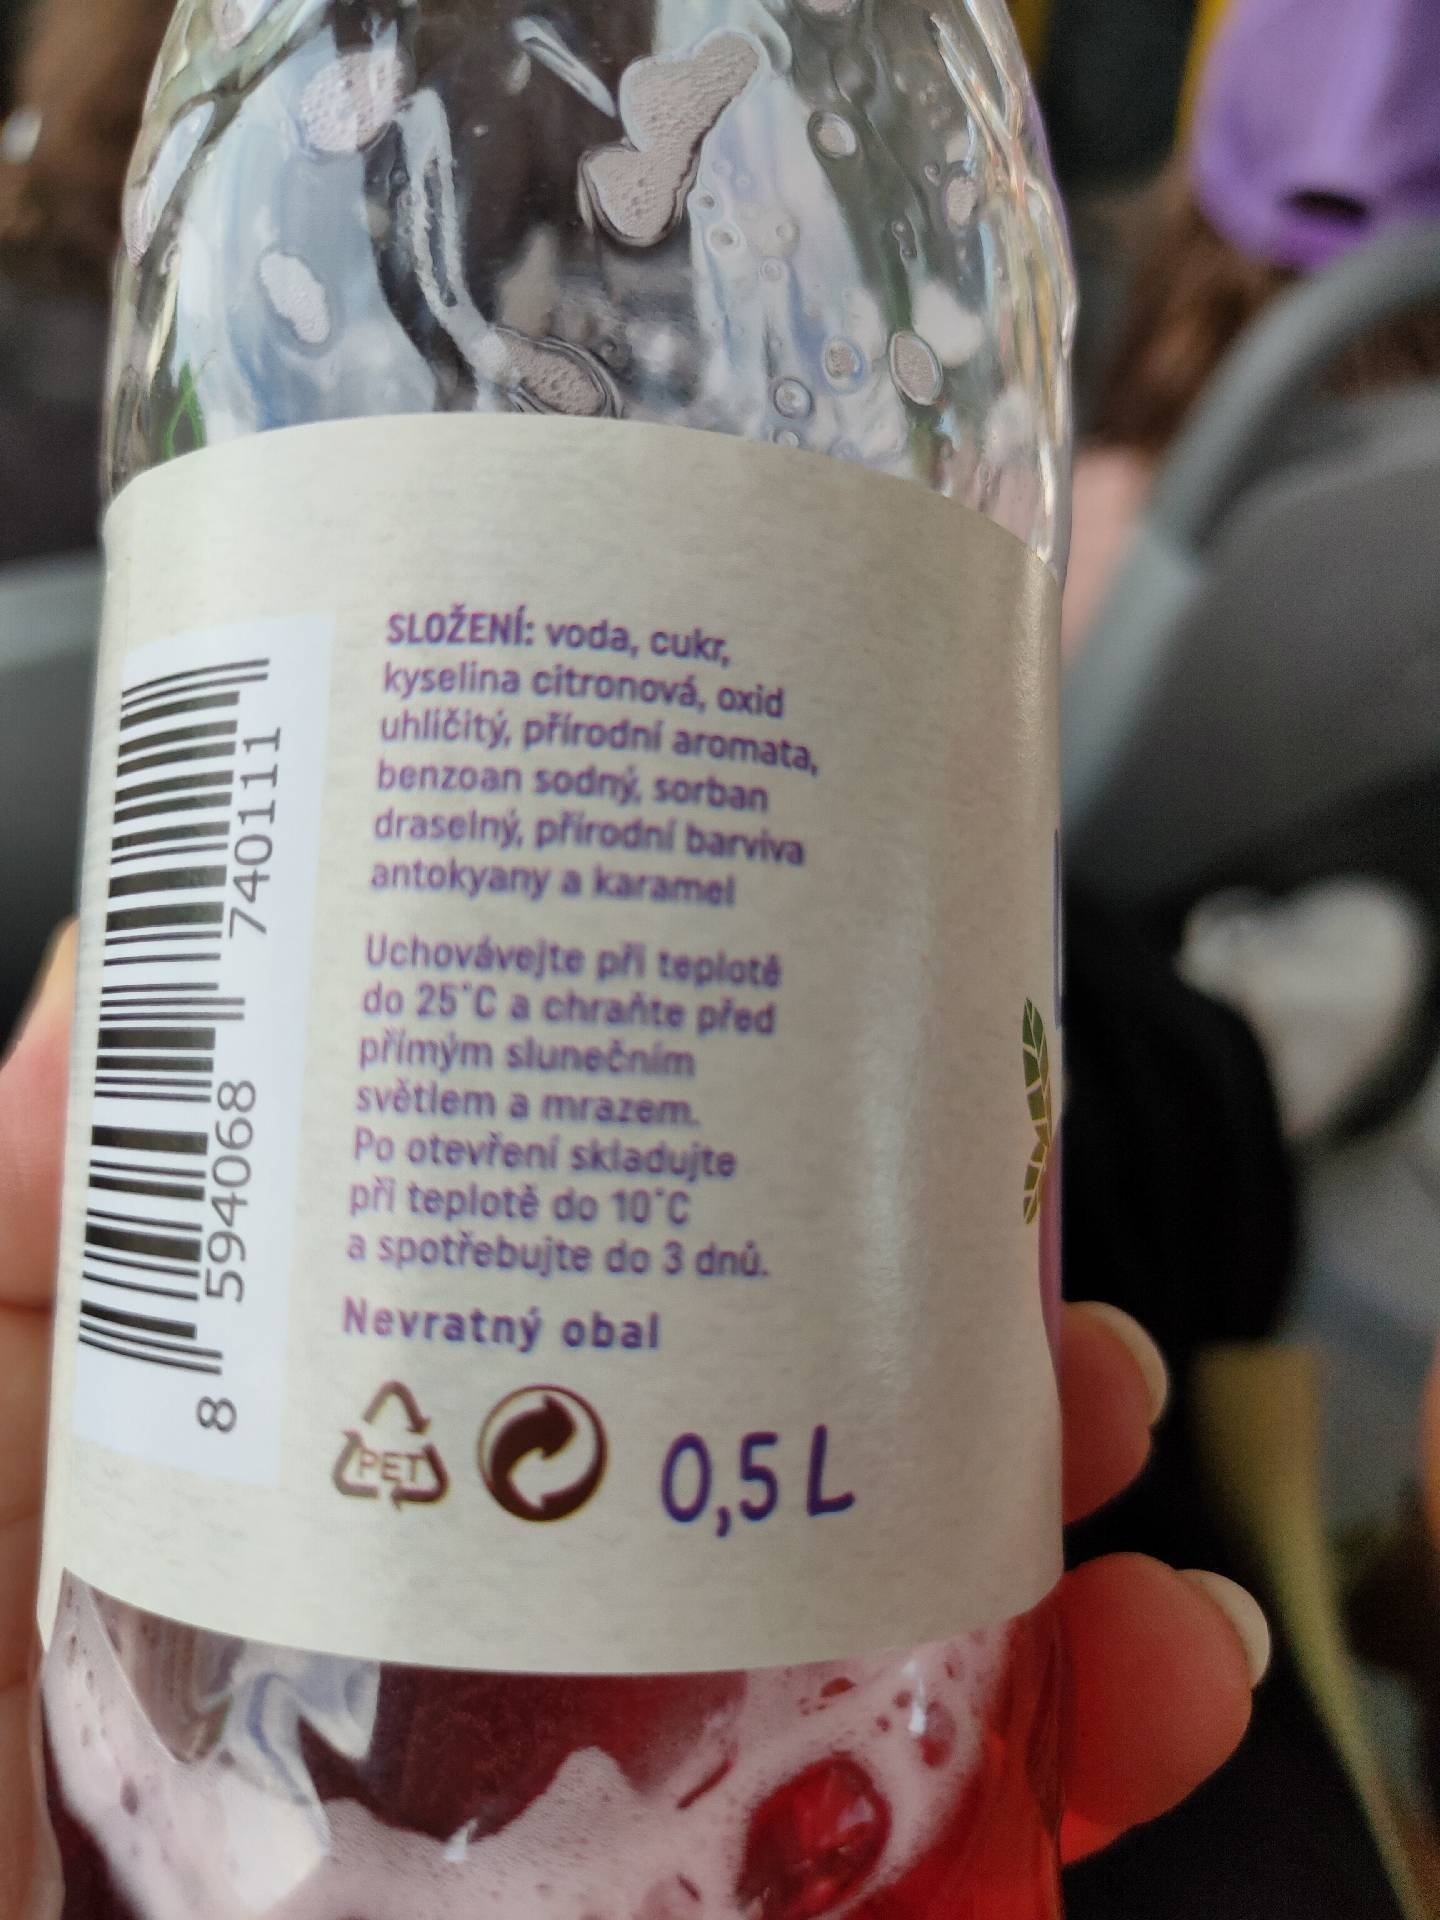 SLOŽENÍ: voda, cukr,
kyselina citronová, oxid
uhličitý, přírodní aromata,
benzoan sodný, sorban
draselný, přírodní barviva
antokyany a karamel
Uchovávejte při teplotě
do 25°C a chraňte před
přímým slunečním
světlem a mrazem.
Po otevření skladujte
při teplotě do 10°C
a spotřebujte do 3 dnů.
Nevratný obal
PET
0,5 L
8 594068 740111